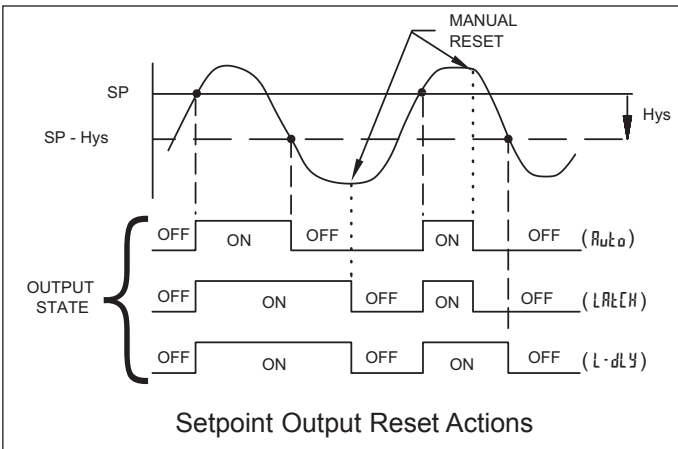 MANUAL
RESET
SP
Hys
SP - Hys
OFF ON OFF ON OFF (Auto)
OUTPUT
STATE
OFF ON OFF ON OFF (LAtCH)
OFF ON OFF ON OFF (L-dLY)
Setpoint Output Reset Actions